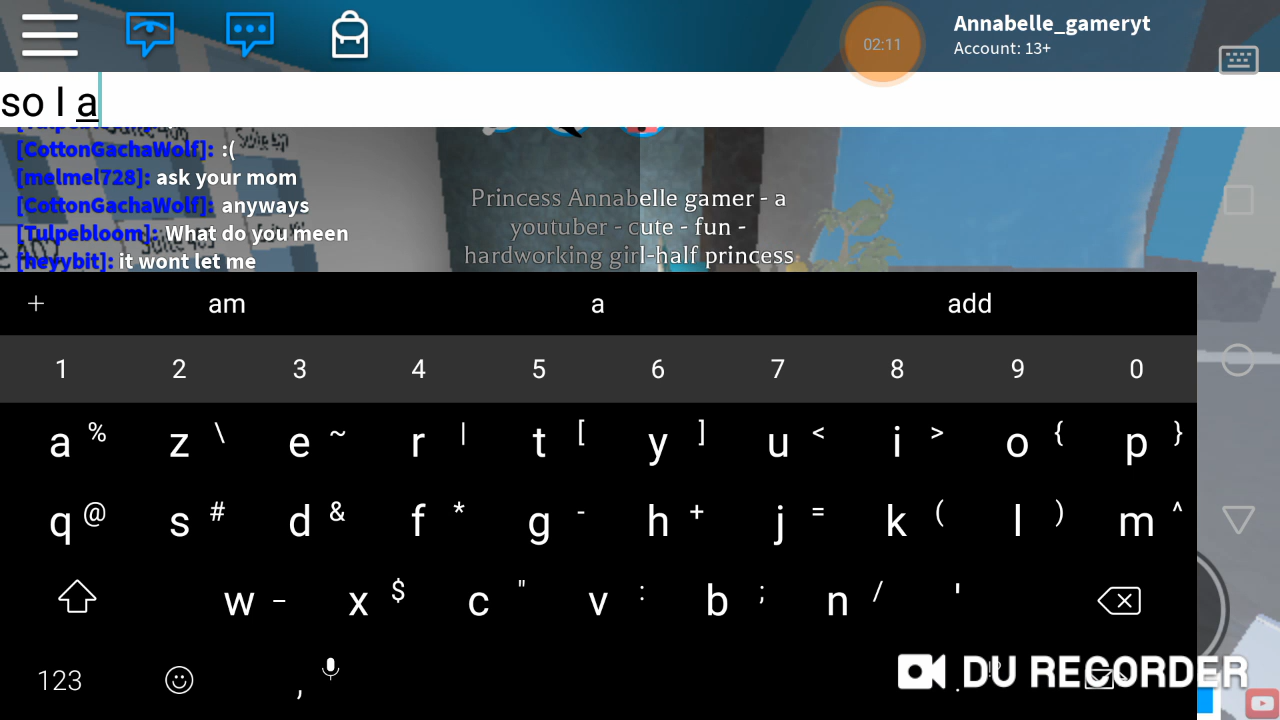 Annabelle_gameryt
02:11
Account: 13+
so I a
[CottonGachaWolf]: :(
[melmel728]: ask your mom
[CottonGachaWolf]: anyways
[Tulpebloom]: What do you meen
[heyybit]: it wont let me
Princess Annabelle gamer - a
youtuber - cute - fun -
hardworking girl-half princess
+ am a add
1 2 3 4 5 6 7 8 9 0
a % z \ e ~ r | t [ y ] u < i > o { p }
q @ s # d & f * g - h + j = k ( l ) m ^
w _ x $ c " v : b ; n / '
123 , .
DU RECORDER